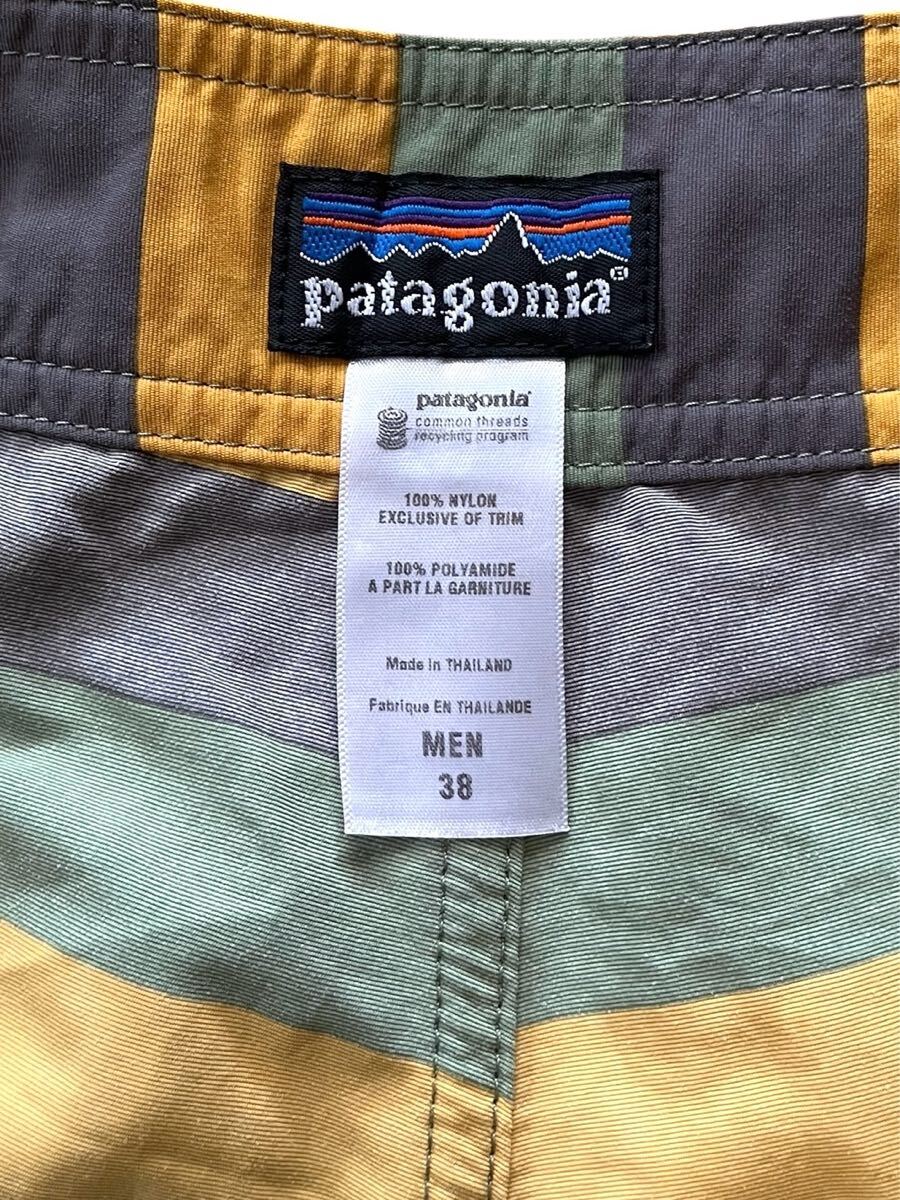 patagonia®
patagonia®
common threads
recycling program
100% NYLON
EXCLUSIVE OF TRIM
100% POLYAMIDE
A PART LA GARNITURE
Made in THAILAND
Fabrique EN THAILANDE
MEN
38